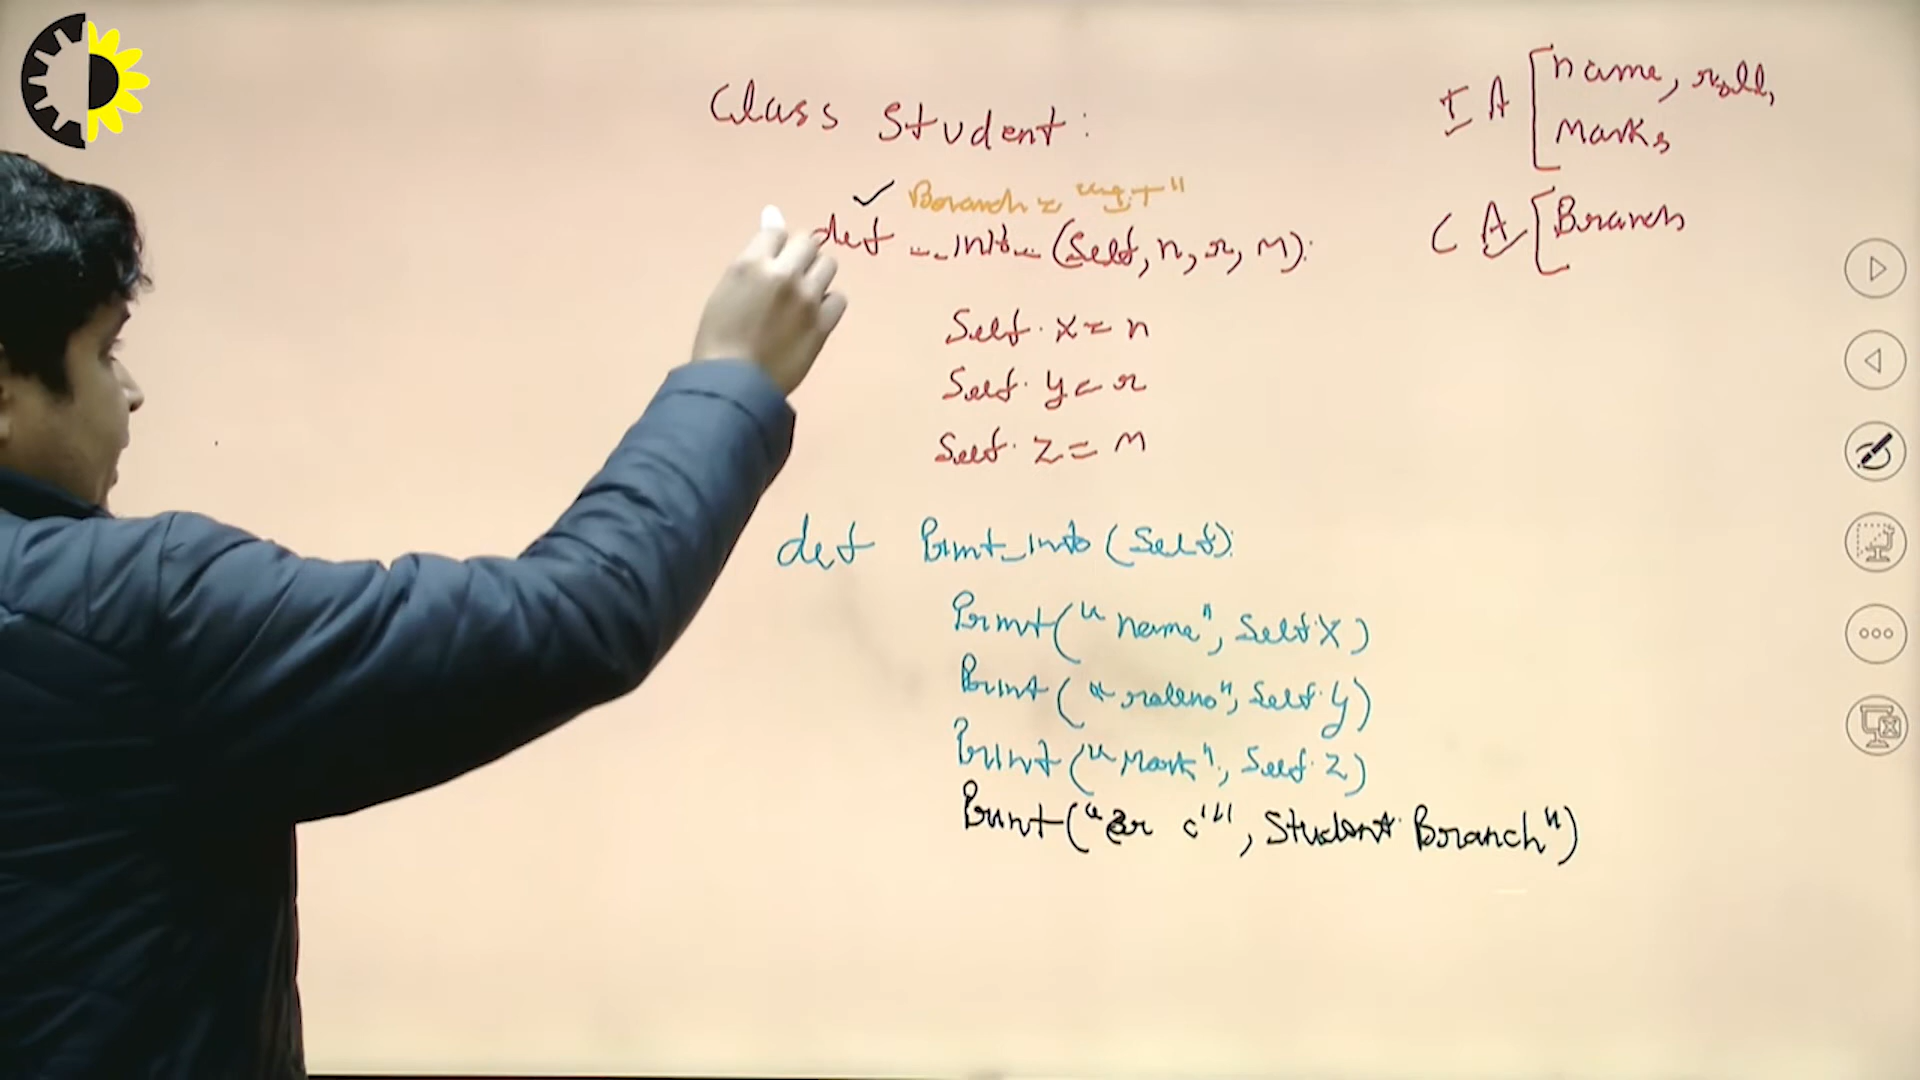 Class Student:
Branch = "I.T"
def __init__ (Self, n, r, m):
Self. x = n
Self. y = r
Self. z = m
def Print_info (Self):
Print("name", Self.x)
Print("rollno", Self.y)
Print("Mark", Self.z)
Print(" , Student. Branch")
I A [ name, roll,
Marks
C A [ Branch